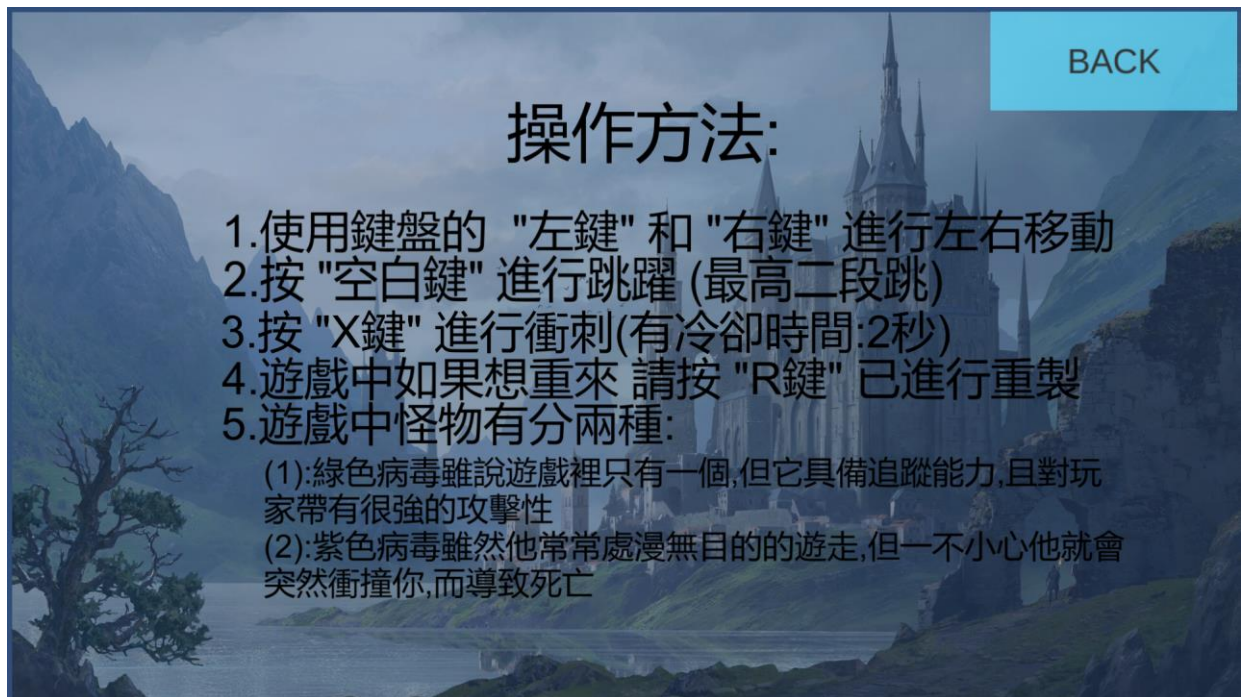 BACK
操作方法:
1.使用鍵盤的 "左鍵" 和 "右鍵" 進行左右移動
2.按 "空白鍵" 進行跳躍 (最高二段跳)
3.按 "X鍵" 進行衝刺(有冷卻時間:2秒)
4.遊戲中如果想重來 請按 "R鍵" 已進行重製
5.遊戲中怪物有分兩種:
(1):綠色病毒雖說遊戲裡只有一個,但它具備追蹤能力,且對玩
家帶有很強的攻擊性
(2):紫色病毒雖然他常常處漫無目的的遊走,但一不小心他就會
突然衝撞你,而導致死亡